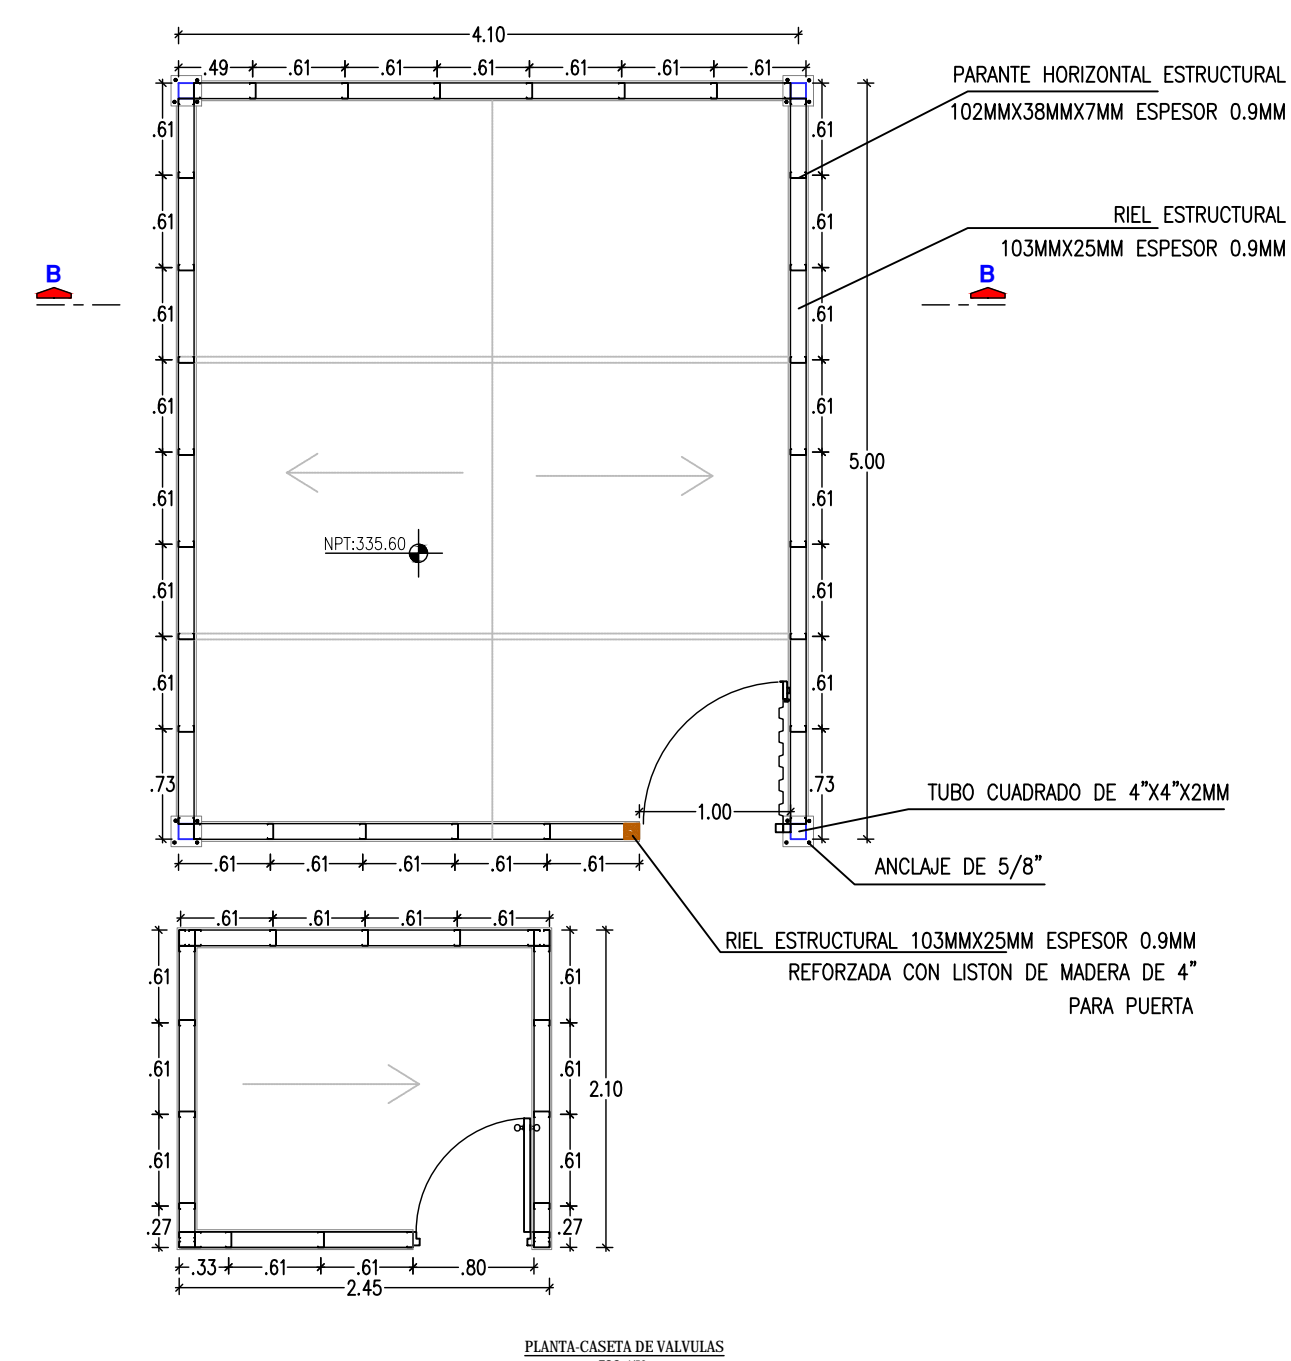 4.10
.49 .61 .61 .61 .61 .61 .61
PARANTE HORIZONTAL ESTRUCTURAL
102MMX38MMX7MM ESPESOR 0.9MM
.61 .61
RIEL ESTRUCTURAL
103MMX25MM ESPESOR 0.9MM
.61 .61
B B
.61 .61
.61 .61
5.00
.61 .61
NPT:335.60
.61 .61
.61 .61
.73 .73
TUBO CUADRADO DE 4"X4"X2MM
1.00
.61 .61 .61 .61 .61
ANCLAJE DE 5/8"
.61 .61 .61 .61
RIEL ESTRUCTURAL 103MMX25MM ESPESOR 0.9MM
REFORZADA CON LISTON DE MADERA DE 4"
PARA PUERTA
.61 .61
.61 .61
2.10
.61 .61
.27 .27
.33 .61 .61 .80
2.45
PLANTA-CASETA DE VALVULAS